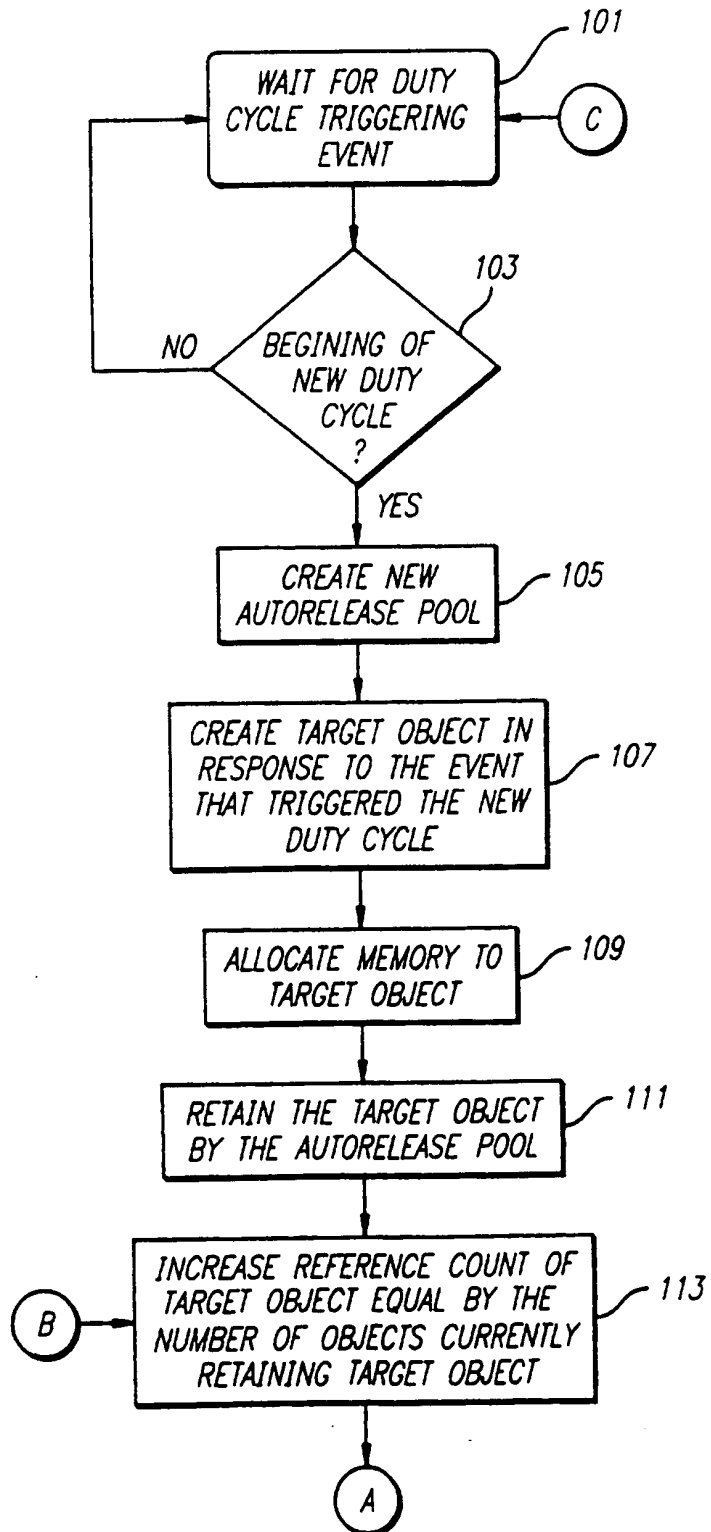 101
WAIT FOR DUTY
CYCLE TRIGGERING
EVENT
C
103
NO
BEGINING OF
NEW DUTY
CYCLE
?
YES
CREATE NEW
AUTORELEASE POOL
105
CREATE TARGET OBJECT IN
RESPONSE TO THE EVENT
THAT TRIGGERED THE NEW
DUTY CYCLE
107
ALLOCATE MEMORY TO
TARGET OBJECT
109
RETAIN THE TARGET OBJECT
BY THE AUTORELEASE POOL
111
INCREASE REFERENCE COUNT OF
TARGET OBJECT EQUAL BY THE
NUMBER OF OBJECTS CURRENTLY
RETAINING TARGET OBJECT
113
B
A